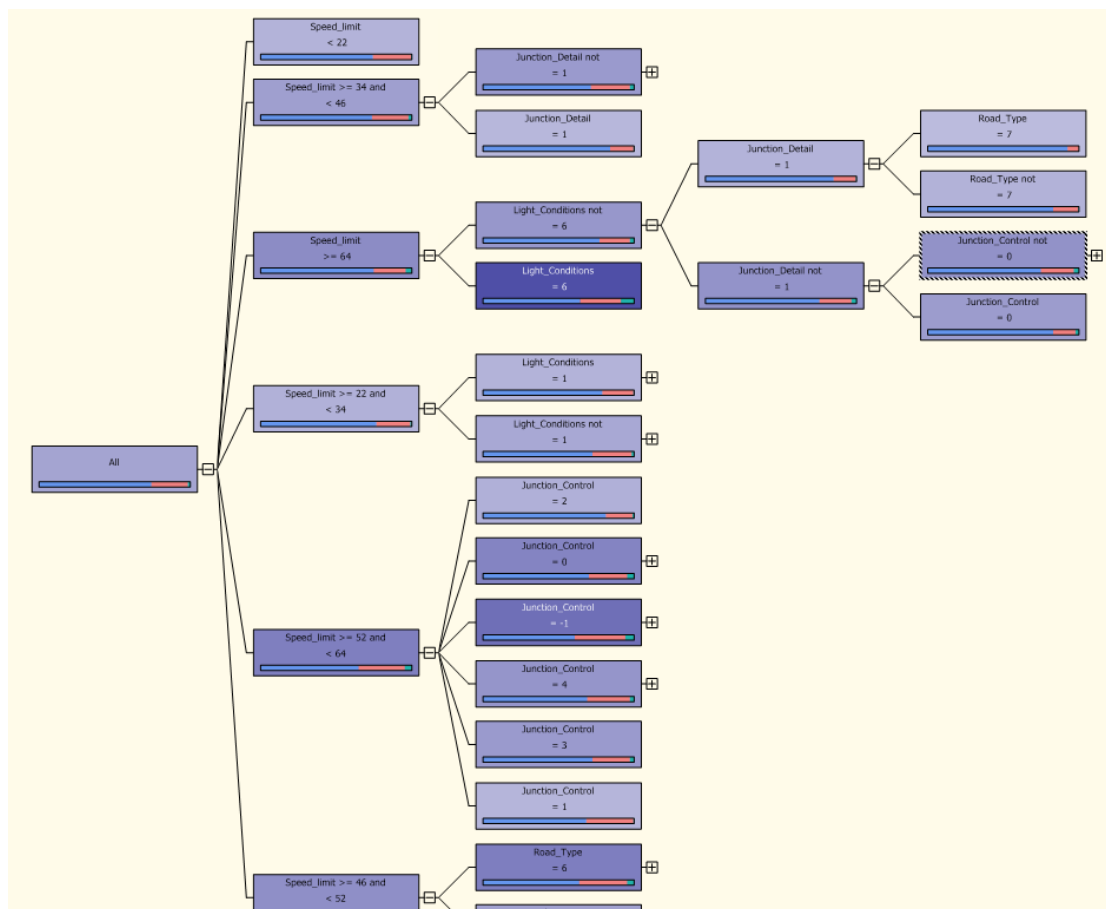 Speed_limit
< 22
Speed_limit >= 34 and
< 46
Junction_Detail not
= 1
Junction_Detail
= 1
Junction_Detail
= 1
Road_Type
= 7
Road_Type not
= 7
Speed_limit
>= 64
Light_Conditions not
= 6
Light_Conditions
= 6
Junction_Detail not
= 1
Junction_Control not
= 0
Junction_Control
= 0
Speed_limit >= 22 and
< 34
Light_Conditions
= 1
Light_Conditions not
= 1
All
Junction_Control
= 2
Junction_Control
= 0
Junction_Control
= -1
Speed_limit >= 52 and
< 64
Junction_Control
= 4
Junction_Control
= 3
Junction_Control
= 1
Road_Type
= 6
Speed_limit >= 46 and
< 52